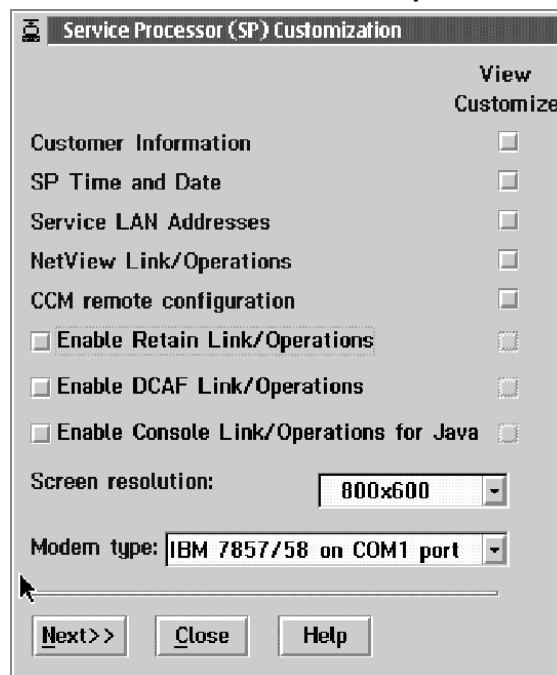 Service Processor (SP) Customization
View
Customize
Customer Information
SP Time and Date
Service LAN Addresses
NetView Link/Operations
CCM remote configuration
Enable Retain Link/Operations
Enable DCAF Link/Operations
Enable Console Link/Operations for Java
Screen resolution: 800x600
Modem type: IBM 7857/58 on COM1 port
Next>> Close Help